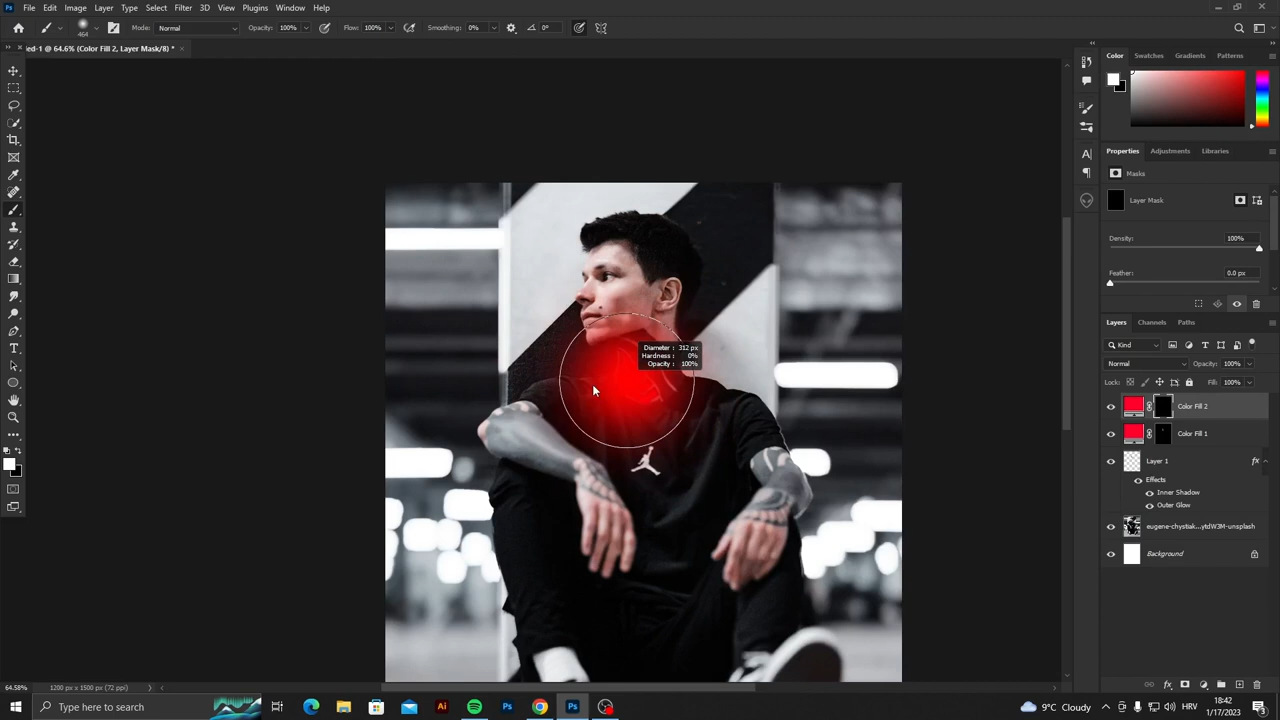 File Edit Image Layer Type Select Filter 3D View Plugins Window Help
464 Mode: Normal Opacity: 100% Flow: 100% Smoothing: 0% 0°
ed-1 @ 64.6% (Color Fill 2, Layer Mask/8) *
Color Swatches Gradients Patterns
Properties Adjustments Libraries
Masks
Layer Mask
Density: 100%
Feather: 0.0 px
Diameter : 312 px
Hardness : 0%
Opacity : 100%
Layers Channels Paths
Kind
Normal Opacity: 100%
Lock: Fill: 100%
Color Fill 2
Color Fill 1
Layer 1 fx
Effects
Inner Shadow
Outer Glow
eugene-chystiak...ytdW3M-unsplash
Background
64.58% 1200 px x 1500 px (72 ppi)
Type here to search
9°C Cloudy
HRV
18:42
1/17/2023